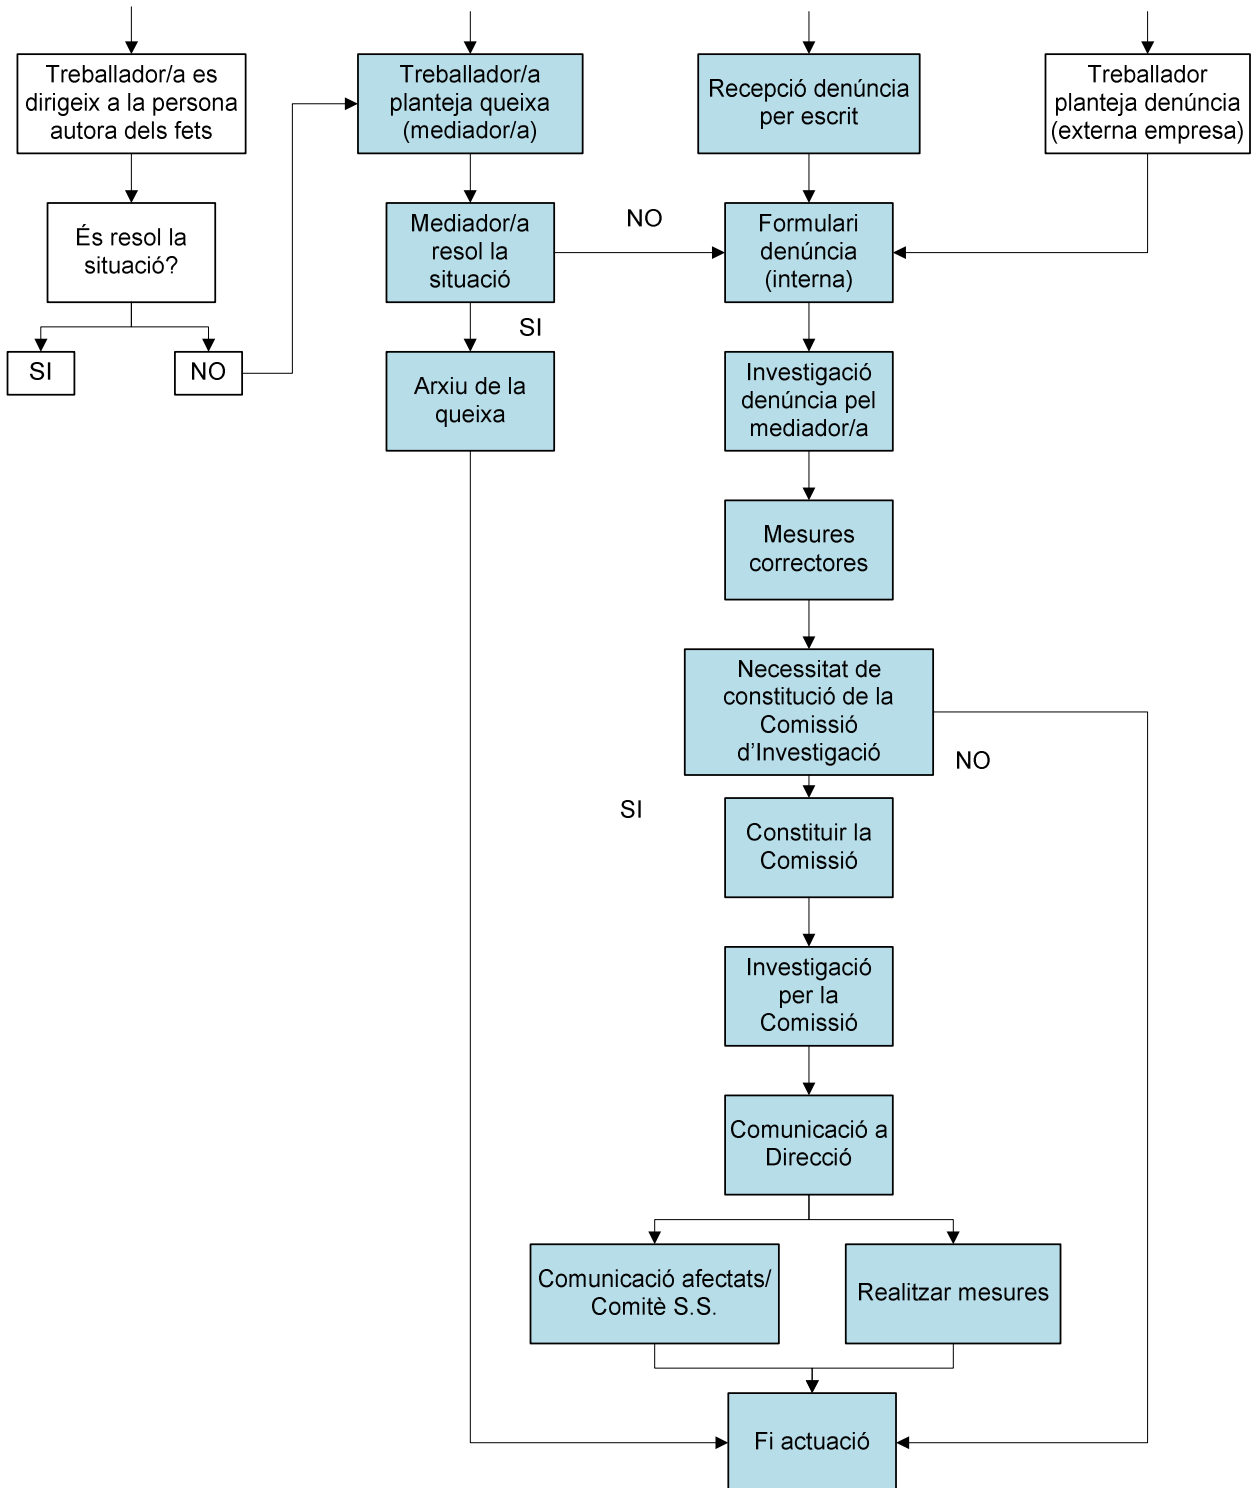 Treballador/a es
dirigeix a la persona
autora dels fets
Treballador/a
planteja queixa
(mediador/a)
Recepció denúncia
per escrit
Treballador
planteja denúncia
(externa empresa)
És resol la
situació?
Mediador/a
resol la
situació
NO
Formulari
denúncia
(interna)
SI
SI
NO
Arxiu de la
queixa
Investigació
denúncia pel
mediador/a
Mesures
correctores
Necessitat de
constitució de la
Comissió
d’Investigació
NO
SI
Constituir la
Comissió
Investigació
per la
Comissió
Comunicació a
Direcció
Comunicació afectats/
Comitè S.S.
Realitzar mesures
Fi actuació